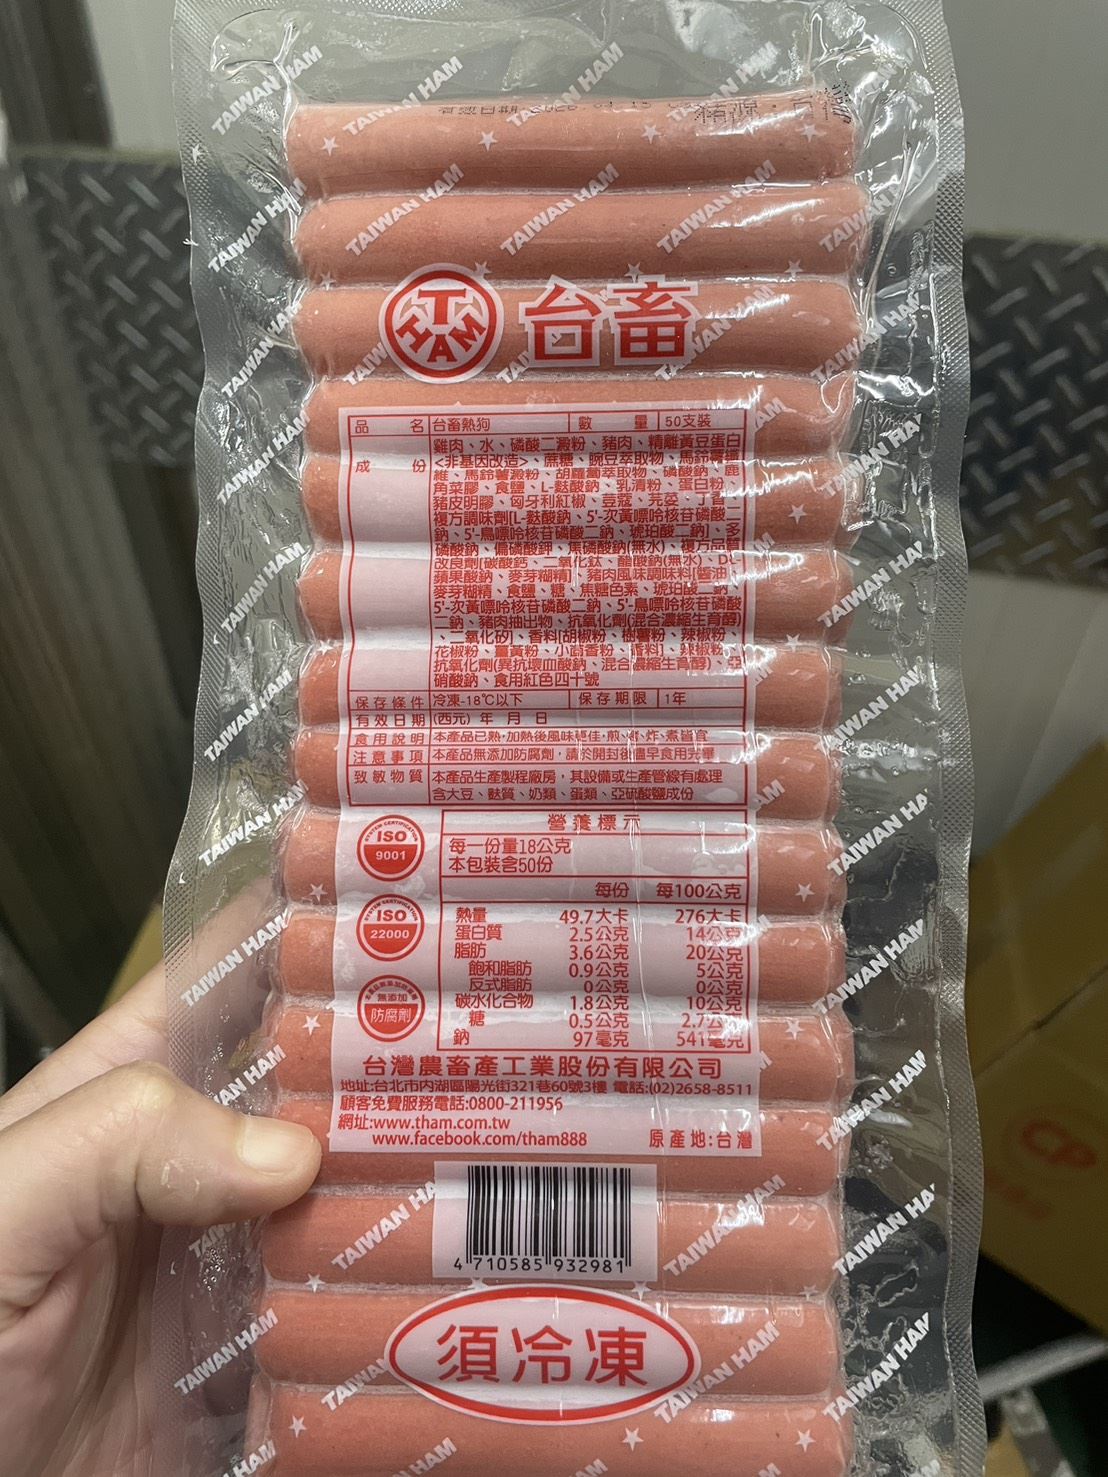 TAIWAN HAM
T HAM
台畜
品名 台畜熱狗 數量 50支裝
成份 雞肉、水、磷酸二澱粉、豬肉、精離黃豆蛋白
<非基因改造>、蔗糖、豌豆萃取物、馬鈴薯纖
維、馬鈴薯澱粉、胡蘿蔔萃取物、磷酸鈉、鹿
角菜膠、食鹽、L-麩酸鈉、乳清粉、蛋白粉、
豬皮明膠、匈牙利紅椒、荳蔻、芫荽、丁香、
複方調味劑[L-麩酸鈉、5'-次黃嘌呤核苷磷酸二
鈉、5'-鳥嘌呤核苷磷酸二鈉、琥珀酸二鈉]、多
磷酸鈉、偏磷酸鉀、焦磷酸鈉(無水)、複方品質
改良劑[碳酸鈣、二氧化鈦、醋酸鈉(無水)、DL-
蘋果酸鈉、麥芽糊精]、豬肉風味調味料[醬油、
麥芽糊精、食鹽、糖、焦糖色素、琥珀酸二鈉、
5'-次黃嘌呤核苷磷酸二鈉、5'-鳥嘌呤核苷磷酸
二鈉、豬肉抽出物、抗氧化劑(混合濃縮生育醇)
、二氧化矽]、香料[胡椒粉、樹薯粉、辣椒粉、
花椒粉、薑黃粉、小茴香粉、香料]、辣椒粉、
抗氧化劑(異抗壞血酸鈉、混合濃縮生育醇)、亞
硝酸鈉、食用紅色四十號
保存條件 冷凍-18℃以下 保存期限 1年
有效日期 (西元) 年 月 日
食用說明 本產品已熟,加熱後風味更佳,煎、烤、炸、煮皆宜
注意事項 本產品無添加防腐劑，請於開封後儘早食用完畢
致敏物質 本產品生產製程廠房，其設備或生產管線有處理
含大豆、麩質、奶類、蛋類、亞硫酸鹽成份
SYSTEM CERTIFICATION
ISO
9001
SYSTEM CERTIFICATION
ISO
22000
無添加
防腐劑
營養標示
每一份量18公克
本包裝含50份
每份 每100公克
熱量 49.7大卡 276大卡
蛋白質 2.5公克 14公克
脂肪 3.6公克 20公克
飽和脂肪 0.9公克 5公克
反式脂肪 0公克 0公克
碳水化合物 1.8公克 10公克
糖 0.5公克 2.7公克
鈉 97毫克 541毫克
台灣農畜產工業股份有限公司
地址:台北市內湖區陽光街321巷60號3樓 電話:(02)2658-8511
顧客免費服務電話:0800-211956
網址:www.tham.com.tw
www.facebook.com/tham888 原產地:台灣
4 710585 932981
須冷凍
CP